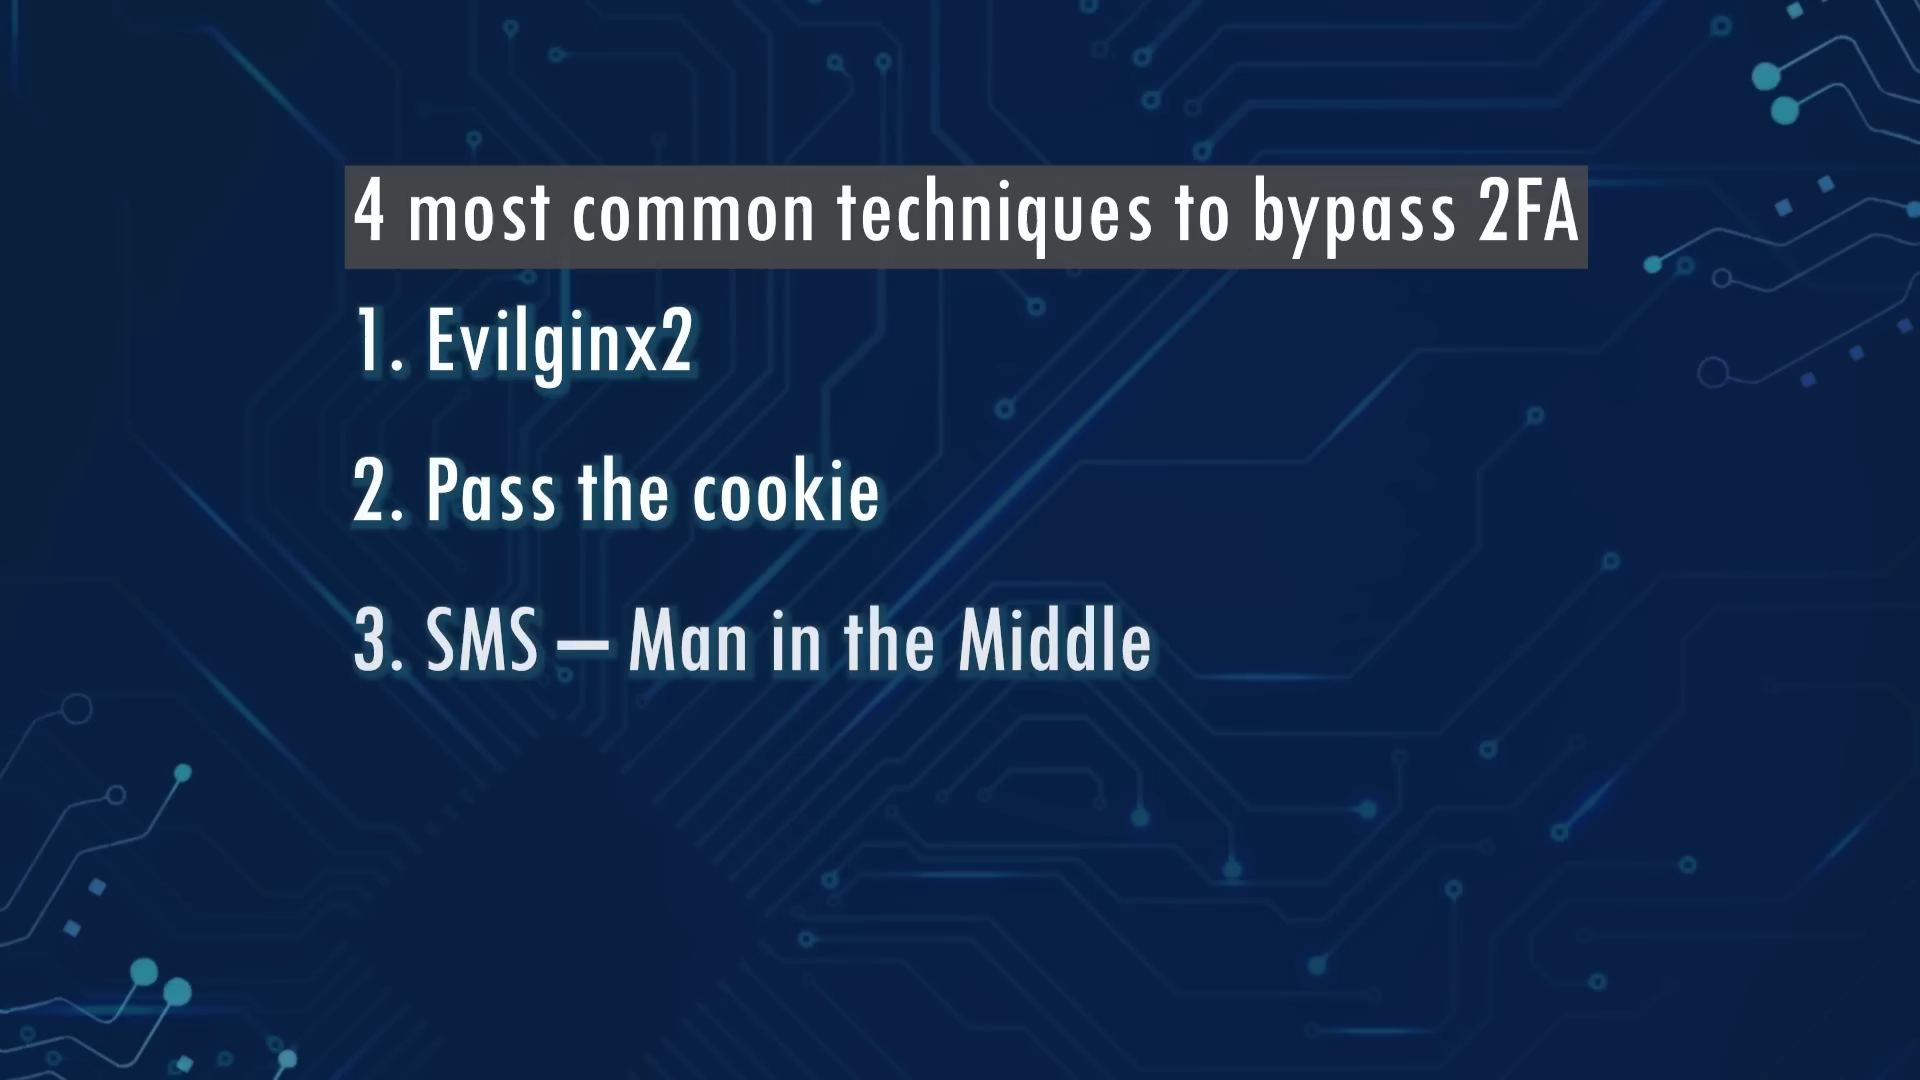 4 most common techniques to bypass 2FA
1. Evilginx2
2. Pass the cookie
3. SMS – Man in the Middle